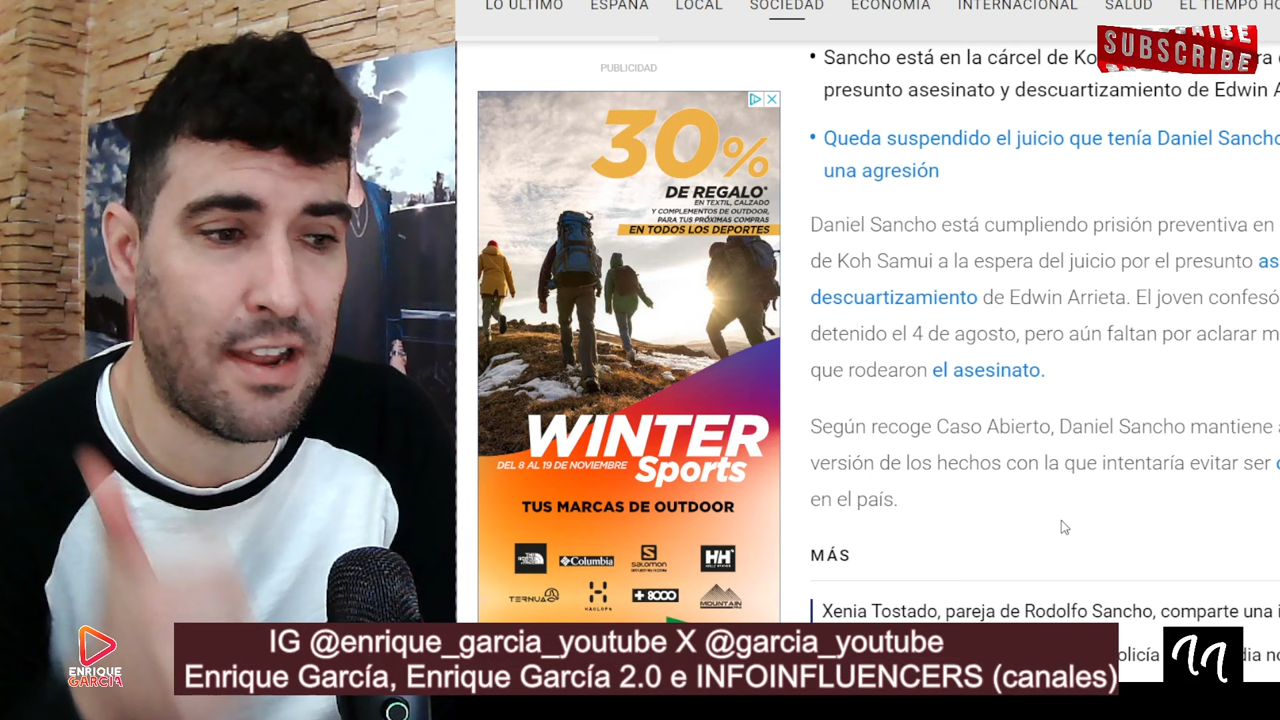 LO ÚLTIMO ESPAÑA LOCAL SOCIEDAD ECONOMÍA INTERNACIONAL SALUD EL TIEMPO
SUBSCRIBE
PUBLICIDAD
30%
DE REGALO*
EN TEXTIL, CALZADO
Y COMPLEMENTOS DE OUTDOOR,
PARA TUS PRÓXIMAS COMPRAS
EN TODOS LOS DEPORTES
WINTER
DEL 8 AL 19 DE NOVIEMBRE Sports
TUS MARCAS DE OUTDOOR
Columbia
SALOMON
HH
TERNUA
HAGLÖFS
+8000
MOUNTAIN
Sancho está en la cárcel de
presunto asesinato y descuartizamiento de Edwin
Queda suspendido el juicio que tenía Daniel Sancho
una agresión
Daniel Sancho está cumpliendo prisión preventiva en
de Koh Samui a la espera del juicio por el presunto
descuartizamiento de Edwin Arrieta. El joven confesó
detenido el 4 de agosto, pero aún faltan por aclarar
que rodearon el asesinato.
Según recoge Caso Abierto, Daniel Sancho mantiene
versión de los hechos con la que intentaría evitar ser
en el país.
MÁS
Xenia Tostado, pareja de Rodolfo Sancho, comparte una
IG @enrique_garcia_youtube X @garcia_youtube
Enrique García, Enrique García 2.0 e INFOINFLUENCERS (canales)
ENRIQUE
GARCÍA